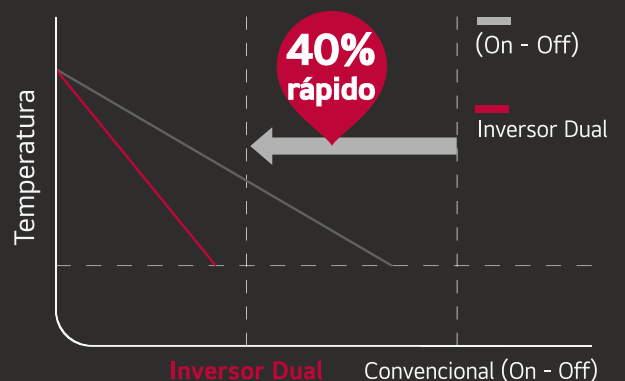 40%
rápido
(On - Off)
Inversor Dual
Temperatura
Inversor Dual
Convencional (On - Off)